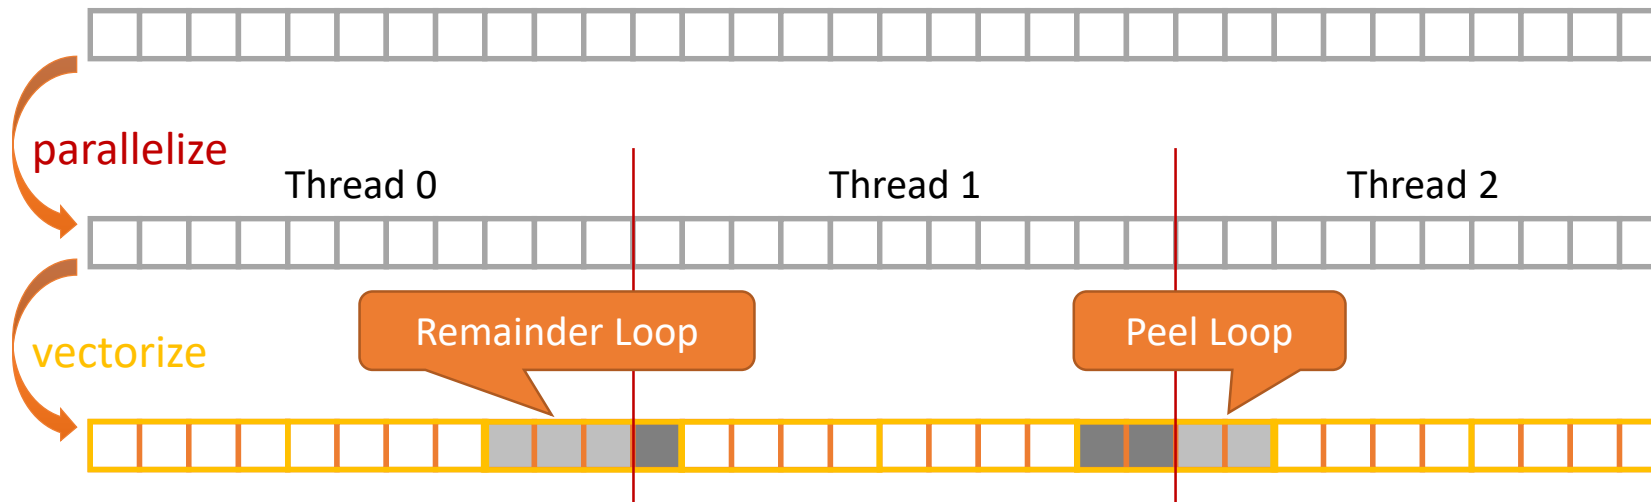 parallelize
Thread 0
Thread 1
Thread 2
Remainder Loop
Peel Loop
vectorize